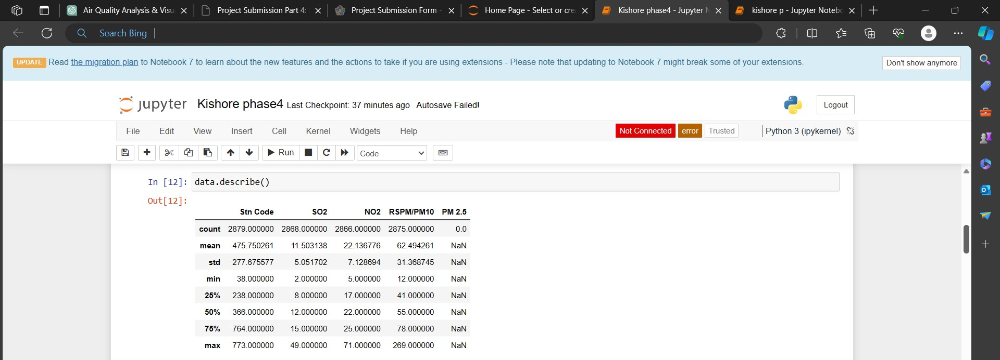 Air Quality Analysis & Visu
Project Submission Part 4:
Project Submission Form -
Home Page - Select or cre
Kishore phase4 - Jupyter N
kishore p - Jupyter Notebo
Search Bing
UPDATE Read the migration plan to Notebook 7 to learn about the new features and the actions to take if you are using extensions - Please note that updating to Notebook 7 might break some of your extensions.
Don't show anymore
jupyter Kishore phase4 Last Checkpoint: 37 minutes ago Autosave Failed!
Logout
File Edit View Insert Cell Kernel Widgets Help
Not Connected error Trusted Python 3 (ipykernel)
Run Code
In [12]: data.describe()
Out[12]:
Stn Code SO2 NO2 RSPM/PM10 PM 2.5
count 2879.000000 2868.000000 2866.000000 2875.000000 0.0
mean 475.750261 11.503138 22.136776 62.494261 NaN
std 277.675577 5.051702 7.128694 31.368745 NaN
min 38.000000 2.000000 5.000000 12.000000 NaN
25% 238.000000 8.000000 17.000000 41.000000 NaN
50% 366.000000 12.000000 22.000000 55.000000 NaN
75% 764.000000 15.000000 25.000000 78.000000 NaN
max 773.000000 49.000000 71.000000 269.000000 NaN